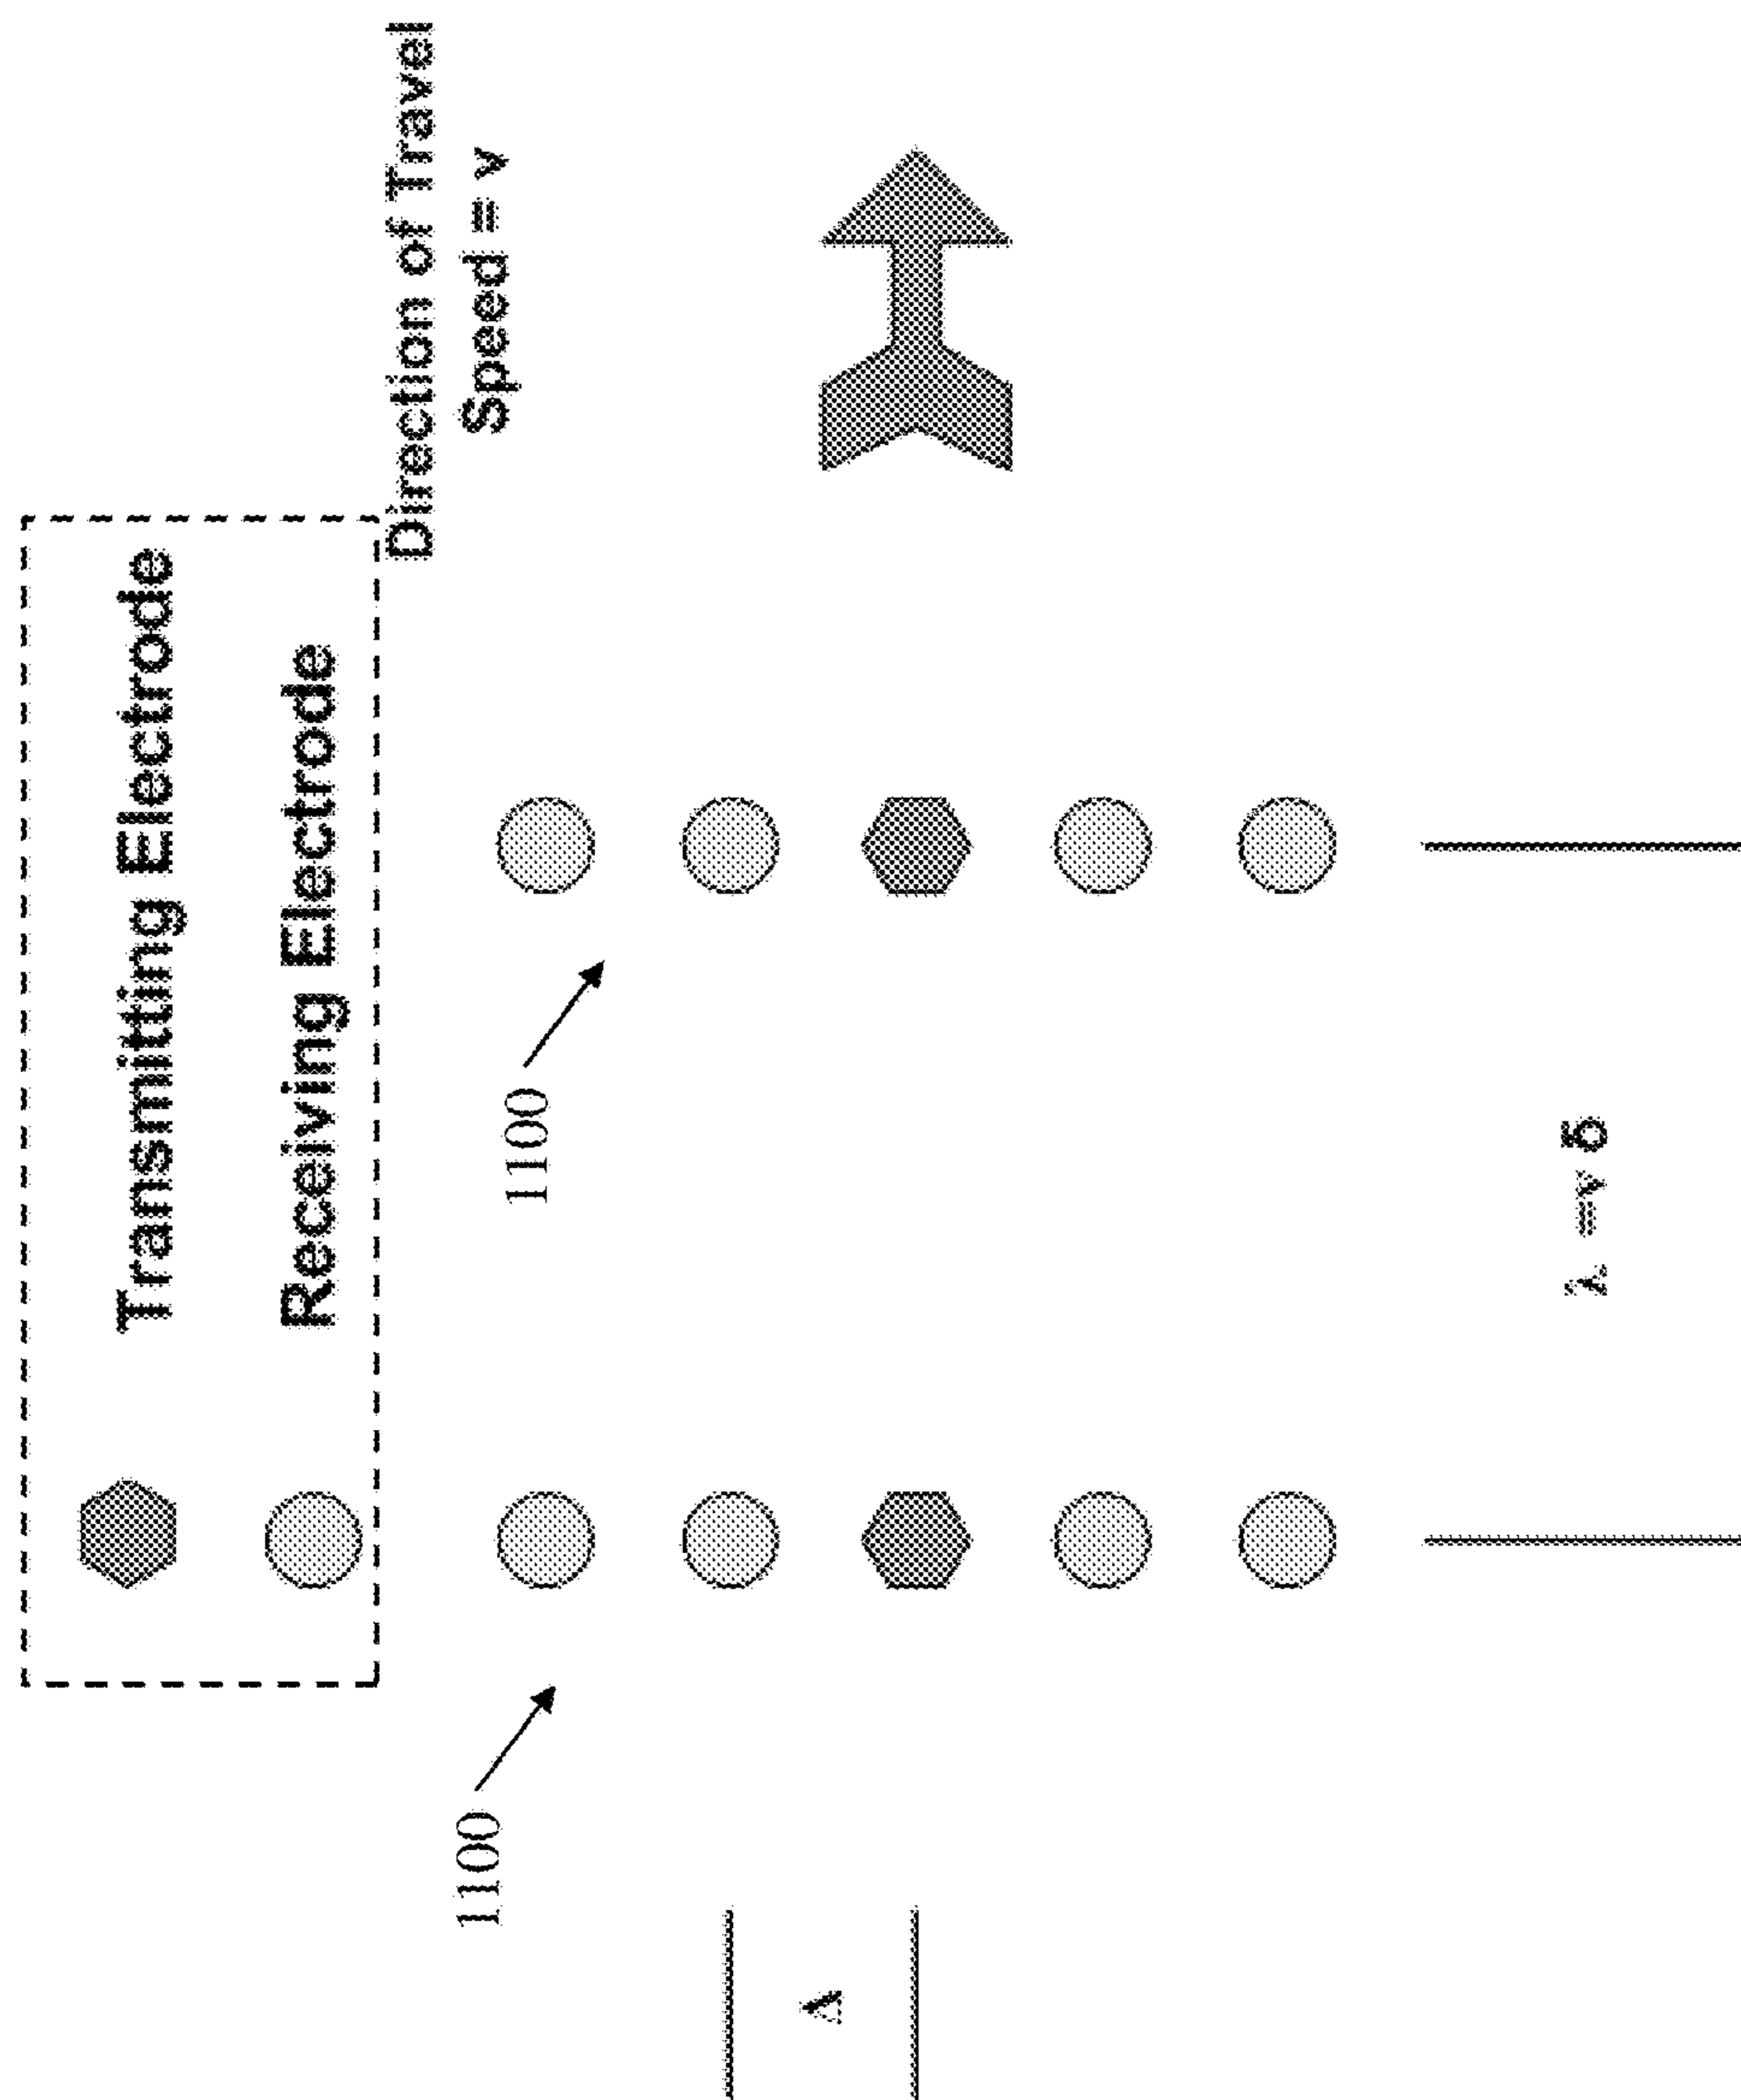 Transmitting Electrode
Receiving Electrode
Direction of Travel
Speed = v
1100
1100
Δ
λ =v δ